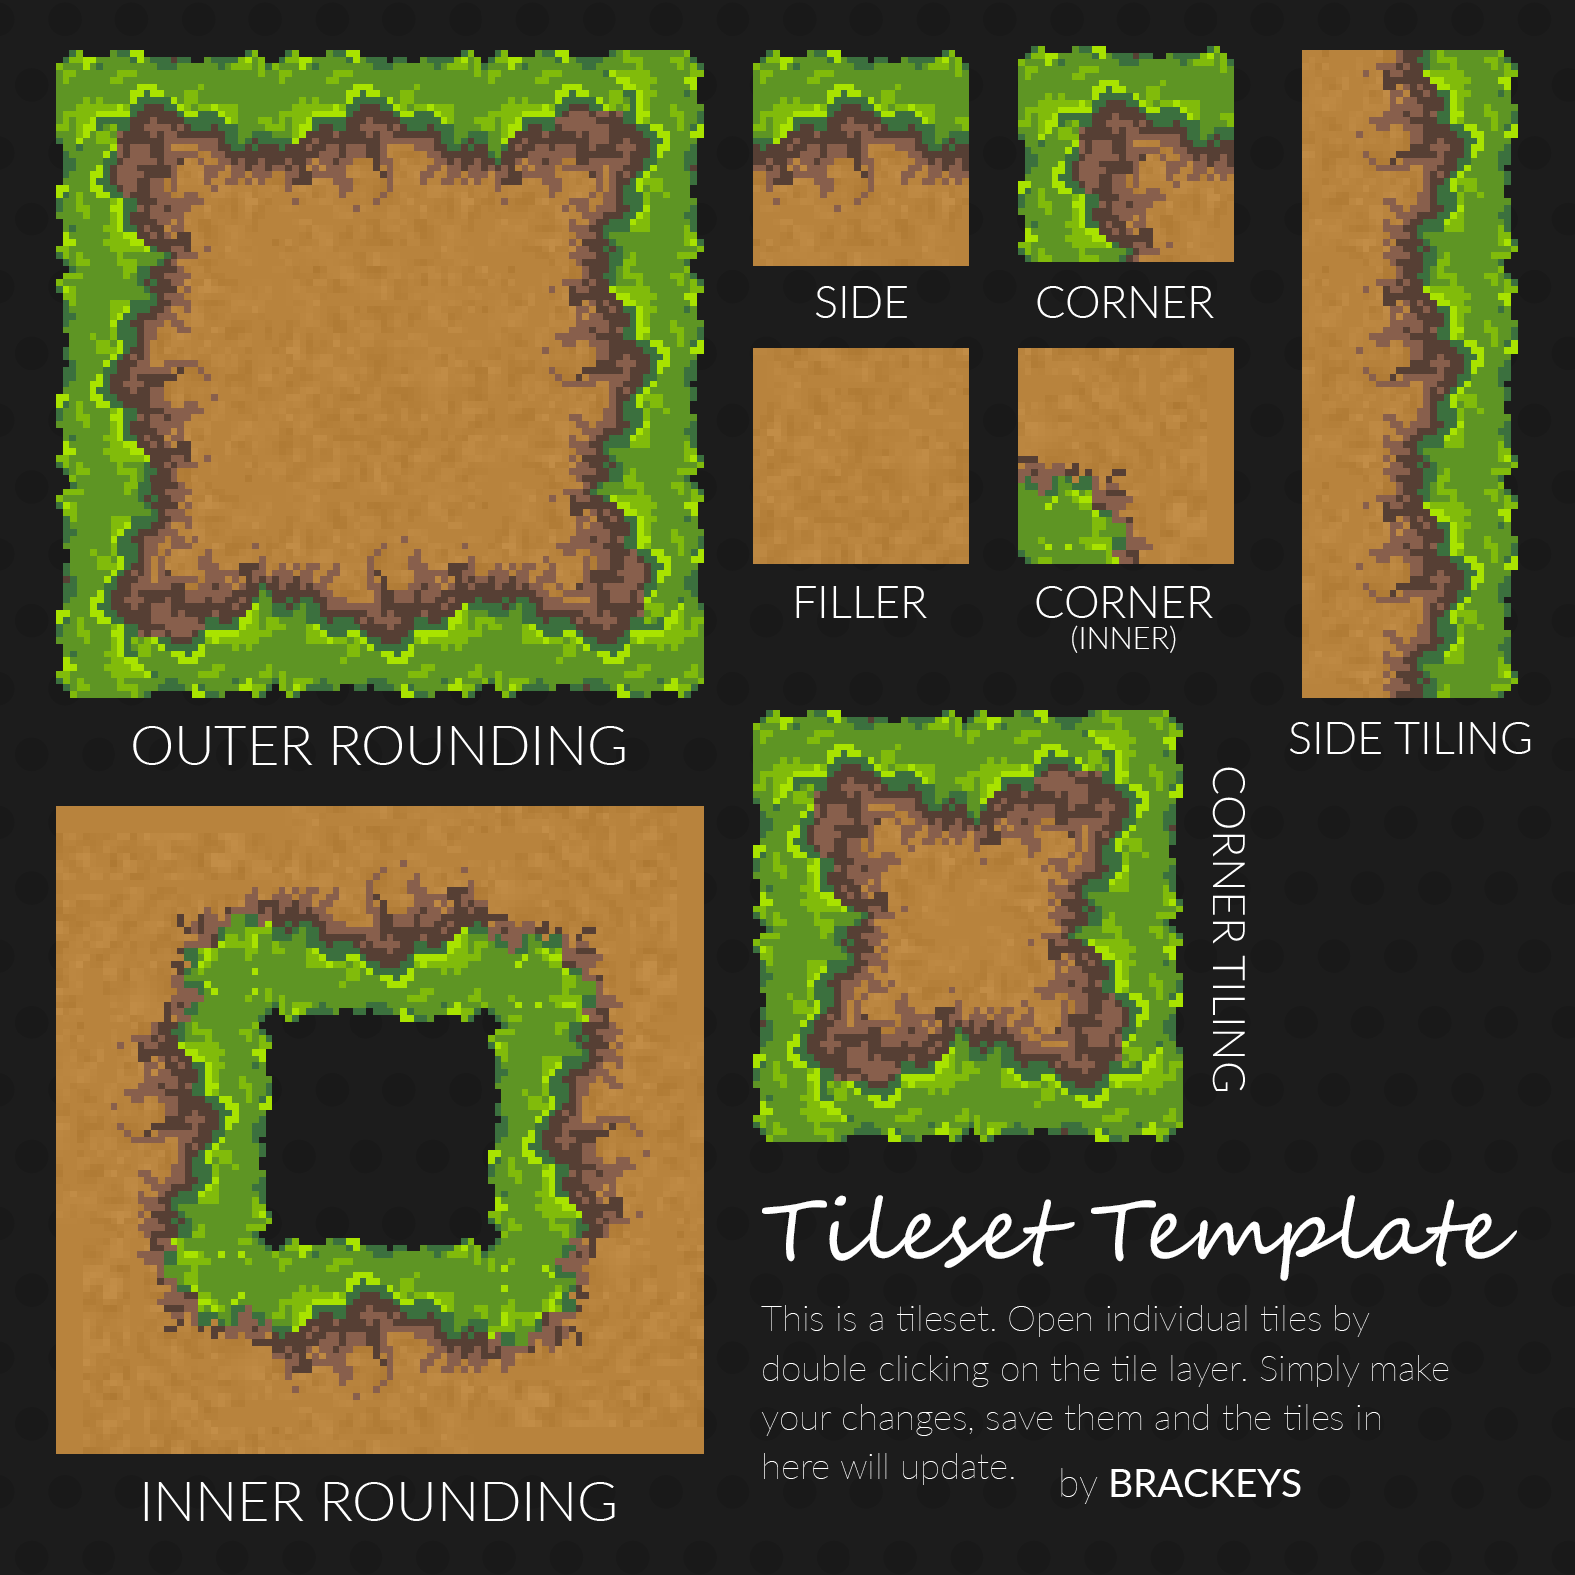 SIDE
CORNER
FILLER
CORNER
(INNER)
OUTER ROUNDING
SIDE TILING
CORNER TILING
INNER ROUNDING
Tileset Template
This is a tileset. Open individual tiles by
double clicking on the tile layer. Simply make
your changes, save them and the tiles in
here will update.
by BRACKEYS